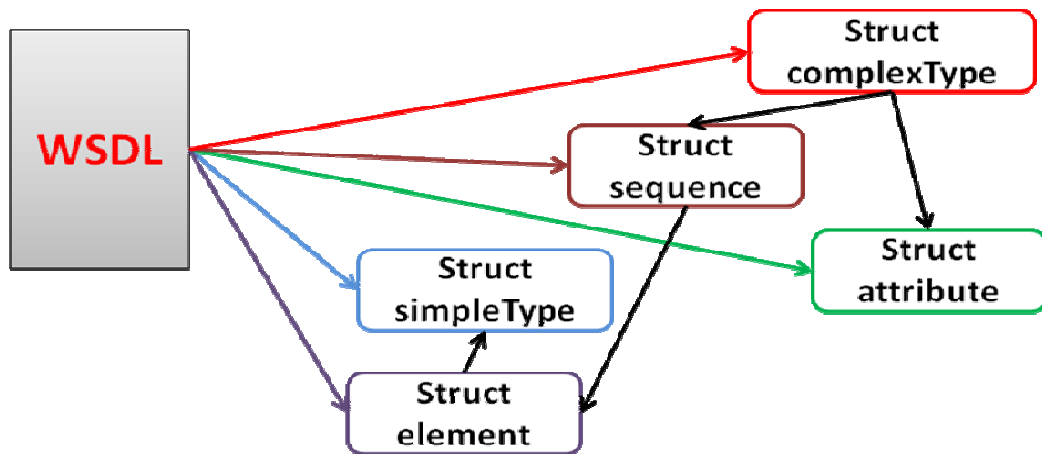 WSDL
Struct
complexType
Struct
sequence
Struct
attribute
Struct
simpleType
Struct
element